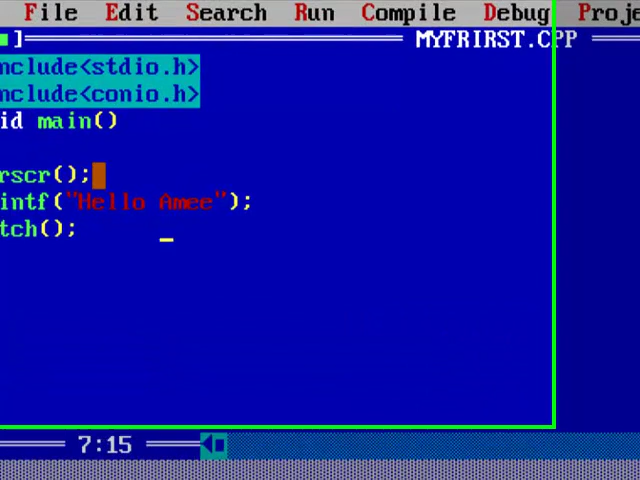 File Edit Search Run Compile Debug Proje
] MYFRIRST.CPP
nclude<stdio.h>
nclude<conio.h>
id main()
rscr();
intf("Hello Amee");
tch();
7:15